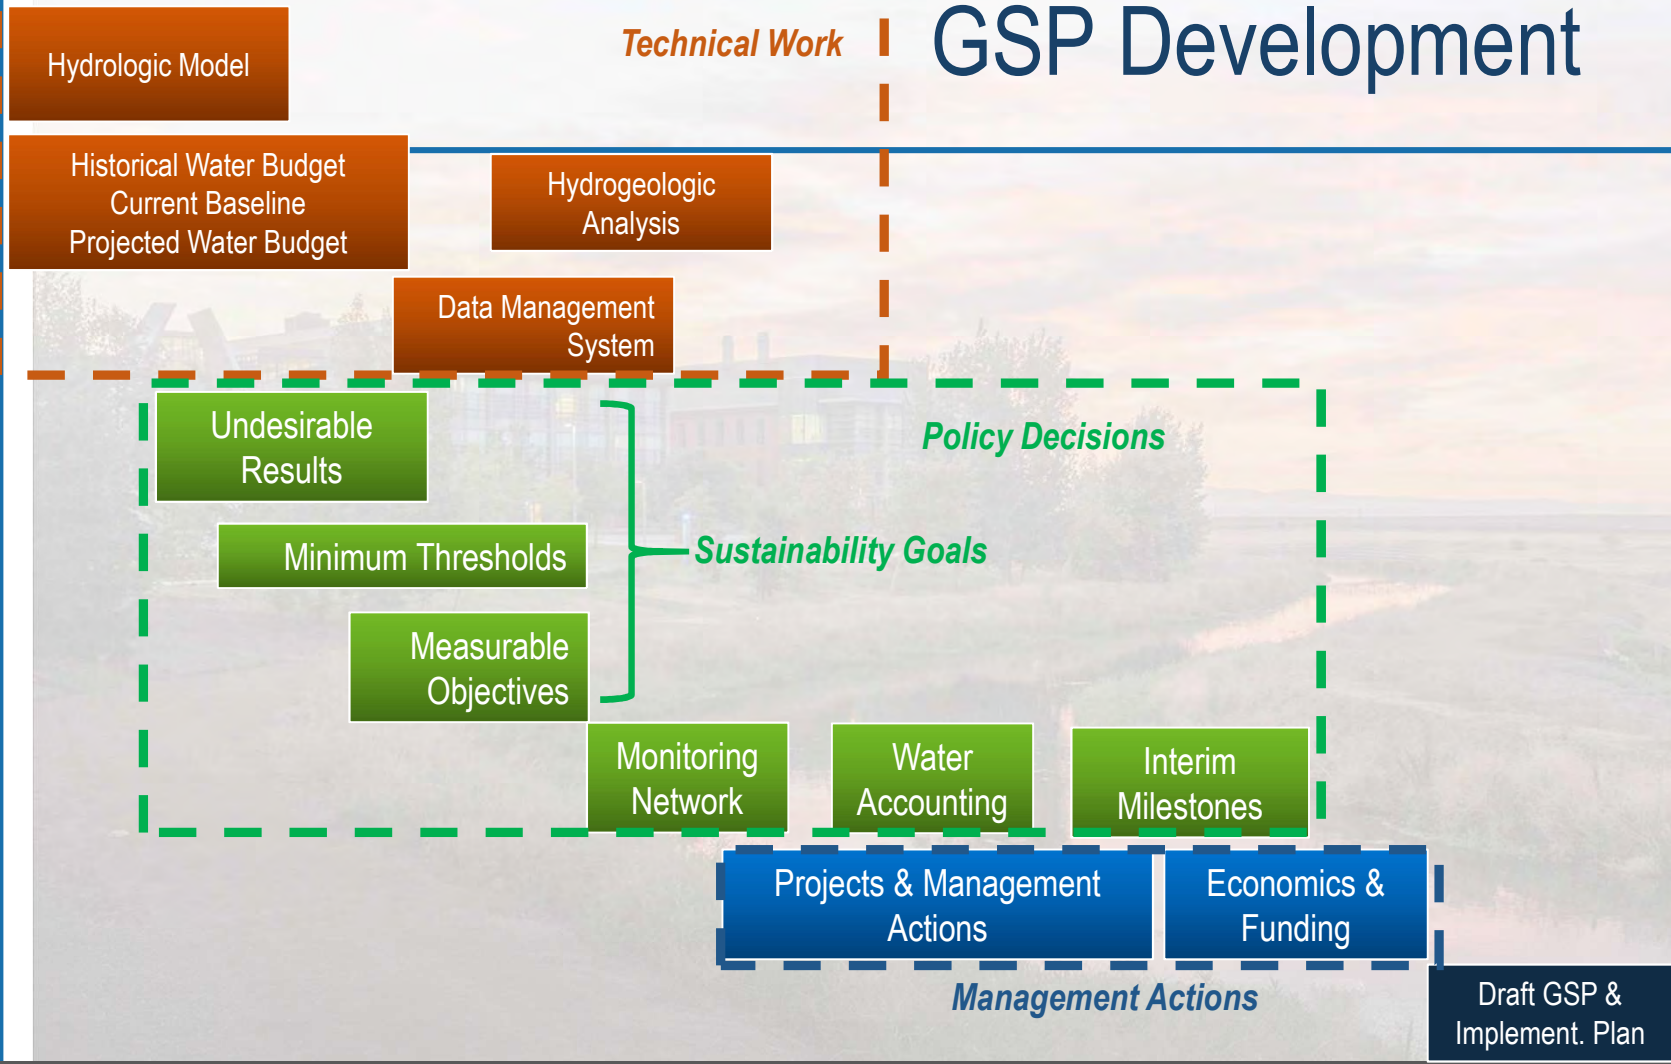 GSP Development
Technical Work
Hydrologic Model
Historical Water Budget
Current Baseline
Projected Water Budget
Hydrogeologic
Analysis
Data Management
System
Policy Decisions
Undesirable
Results
Minimum Thresholds
Sustainability Goals
Measurable
Objectives
Monitoring
Network
Water
Accounting
Interim
Milestones
Projects & Management
Actions
Economics &
Funding
Management Actions
Draft GSP &
Implement. Plan